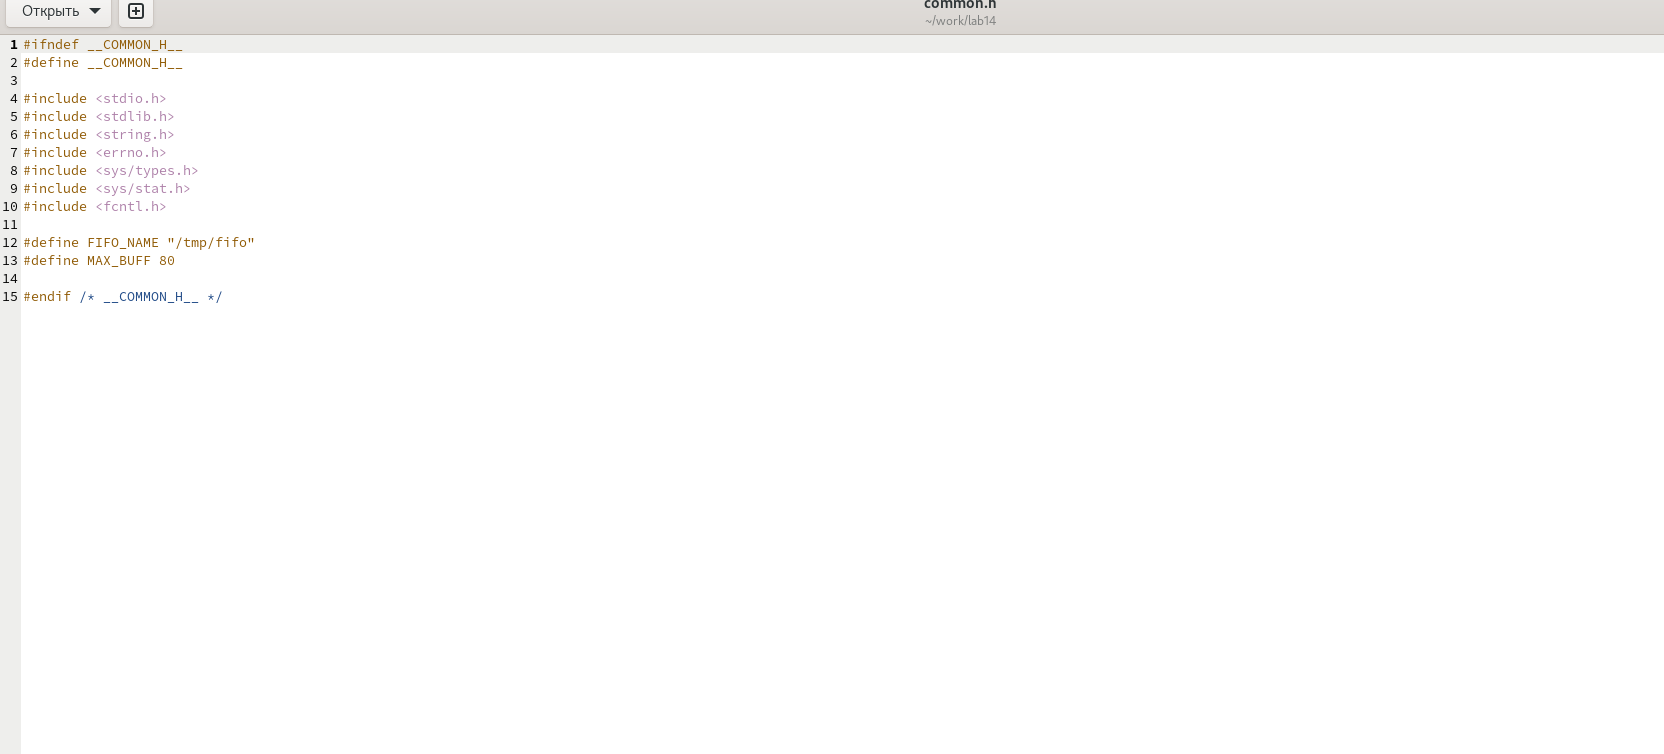 Открыть
common.h
~/work/lab14
1 #ifndef __COMMON_H__
2 #define __COMMON_H__
3
4 #include <stdio.h>
5 #include <stdlib.h>
6 #include <string.h>
7 #include <errno.h>
8 #include <sys/types.h>
9 #include <sys/stat.h>
10 #include <fcntl.h>
11
12 #define FIFO_NAME "/tmp/fifo"
13 #define MAX_BUFF 80
14
15 #endif /* __COMMON_H__ */